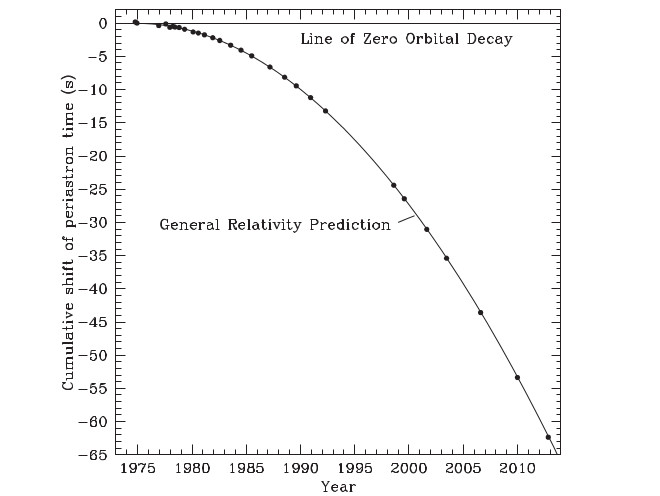 0
Line of Zero Orbital Decay
−5
−10
−15
−20
−25
−30
General Relativity Prediction
−35
−40
−45
−50
−55
−60
−65
Cumulative shift of periastron time (s)
1975 1980 1985 1990 1995 2000 2005 2010
Year